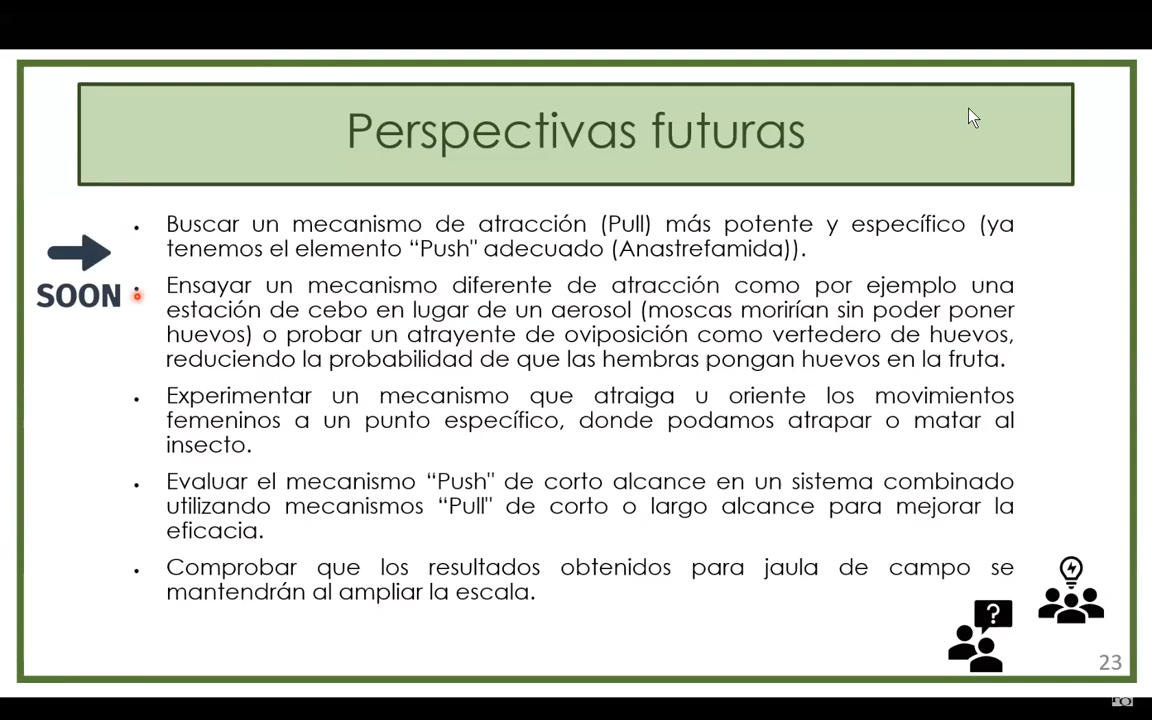 Perspectivas futuras
• Buscar un mecanismo de atracción (Pull) más potente y específico (ya
tenemos el elemento “Push" adecuado (Anastrefamida)).
SOON
• Ensayar un mecanismo diferente de atracción como por ejemplo una
estación de cebo en lugar de un aerosol (moscas morirían sin poder poner
huevos) o probar un atrayente de oviposición como vertedero de huevos,
reduciendo la probabilidad de que las hembras pongan huevos en la fruta.
• Experimentar un mecanismo que atraiga u oriente los movimientos
femeninos a un punto específico, donde podamos atrapar o matar al
insecto.
• Evaluar el mecanismo “Push" de corto alcance en un sistema combinado
utilizando mecanismos “Pull" de corto o largo alcance para mejorar la
eficacia.
• Comprobar que los resultados obtenidos para jaula de campo se
mantendrán al ampliar la escala.
?
23